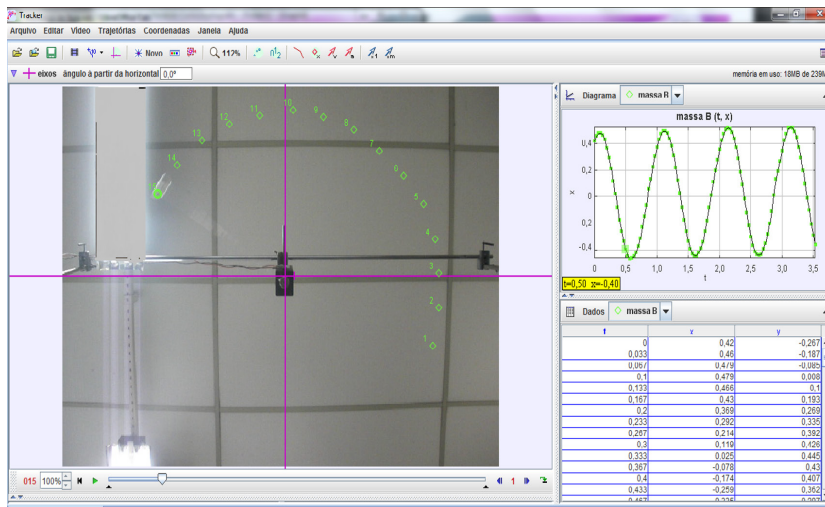 Tracker
Arquivo Editar Vídeo Trajetórias Coordenadas Janela Ajuda
Novo 112%
eixos ângulo à partir da horizontal 0,0°
memória em uso: 18MB de 239M
Diagrama massa B
massa B (t, x)
0,4
0,2
x 0
0,2
-0,4
0 0,5 1,0 1,5 2,0 2,5 3,0 3,5
t
t=0,50 x=-0,40
10
11
9
12
8
13
7
14
6
5
4
3
2
1
Dados massa B
t x y
0 0,42 -0,267
0,033 0,46 -0,187
0,067 0,479 -0,085
0,1 0,479 0,008
0,133 0,466 0,1
0,167 0,43 0,193
0,2 0,369 0,269
0,233 0,292 0,335
0,267 0,214 0,392
0,3 0,119 0,426
0,333 0,025 0,445
0,367 -0,078 0,43
0,4 -0,174 0,407
0,433 -0,259 0,362
015 100% 1